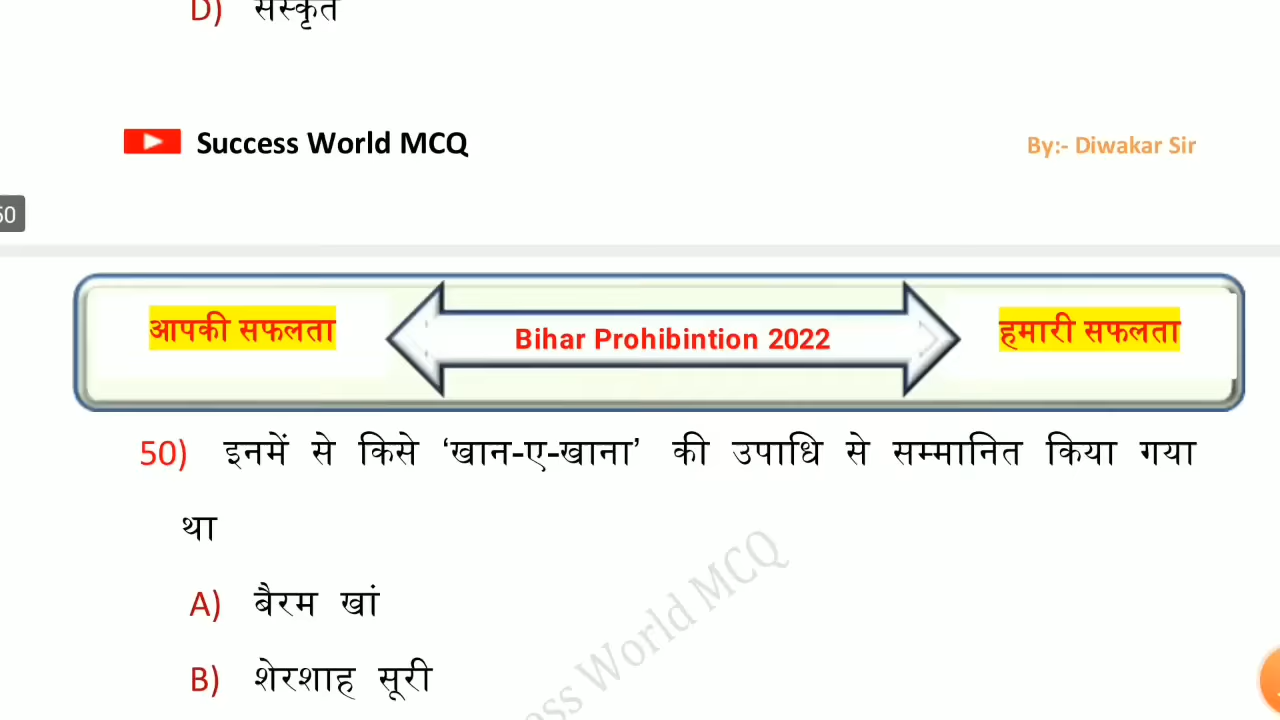 D) संस्कृत
Success World MCQ
By:- Diwakar Sir
50
आपकी सफलता
Bihar Prohibintion 2022
हमारी सफलता
50) इनमें से किसे ‘खान-ए-खाना’ की उपाधि से सम्मानित किया गया
था
A) बैरम खां
B) शेरशाह सूरी
ess World MCQ